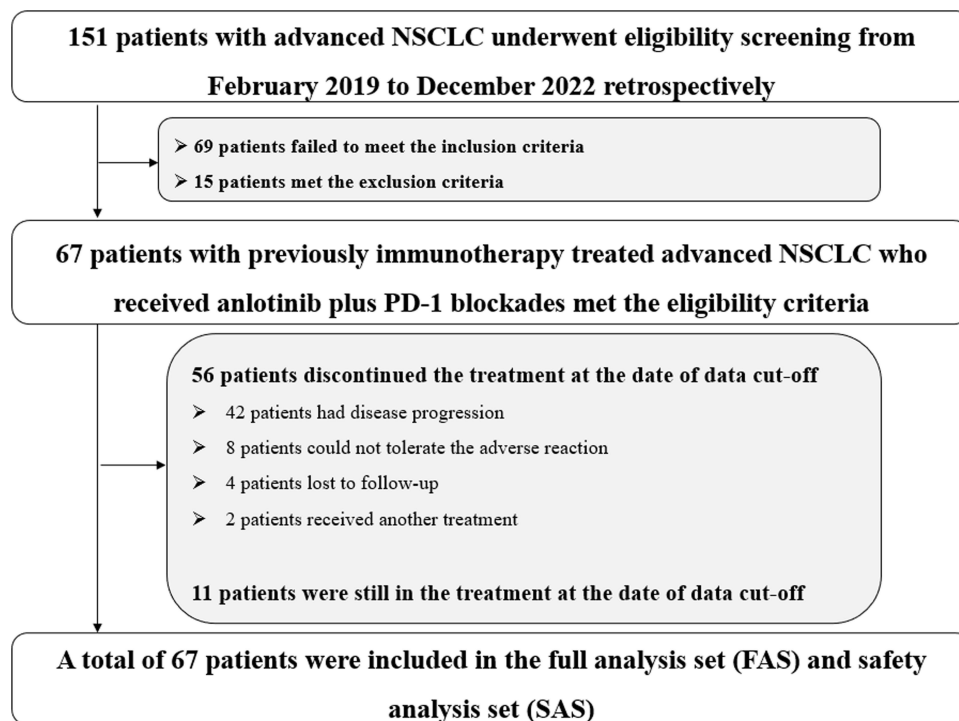 151 patients with advanced NSCLC underwent eligibility screening from
February 2019 to December 2022 retrospectively
➢ 69 patients failed to meet the inclusion criteria
➢ 15 patients met the exclusion criteria
67 patients with previously immunotherapy treated advanced NSCLC who
received anlotinib plus PD-1 blockades met the eligibility criteria
56 patients discontinued the treatment at the date of data cut-off
➢ 42 patients had disease progression
➢ 8 patients could not tolerate the adverse reaction
➢ 4 patients lost to follow-up
➢ 2 patients received another treatment
11 patients were still in the treatment at the date of data cut-off
A total of 67 patients were included in the full analysis set (FAS) and safety
analysis set (SAS)